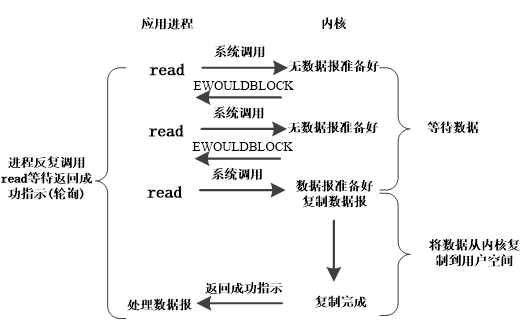 应用进程
内核
系统调用
read
无数据报准备好
EWOULDBLOCK
系统调用
read
无数据报准备好
EWOULDBLOCK
系统调用
read
数据报准备好
复制数据报
等待数据
进程反复调用
read等待返回成
功指示(轮询)
将数据从内核复
制到用户空间
返回成功指示
处理数据报
复制完成